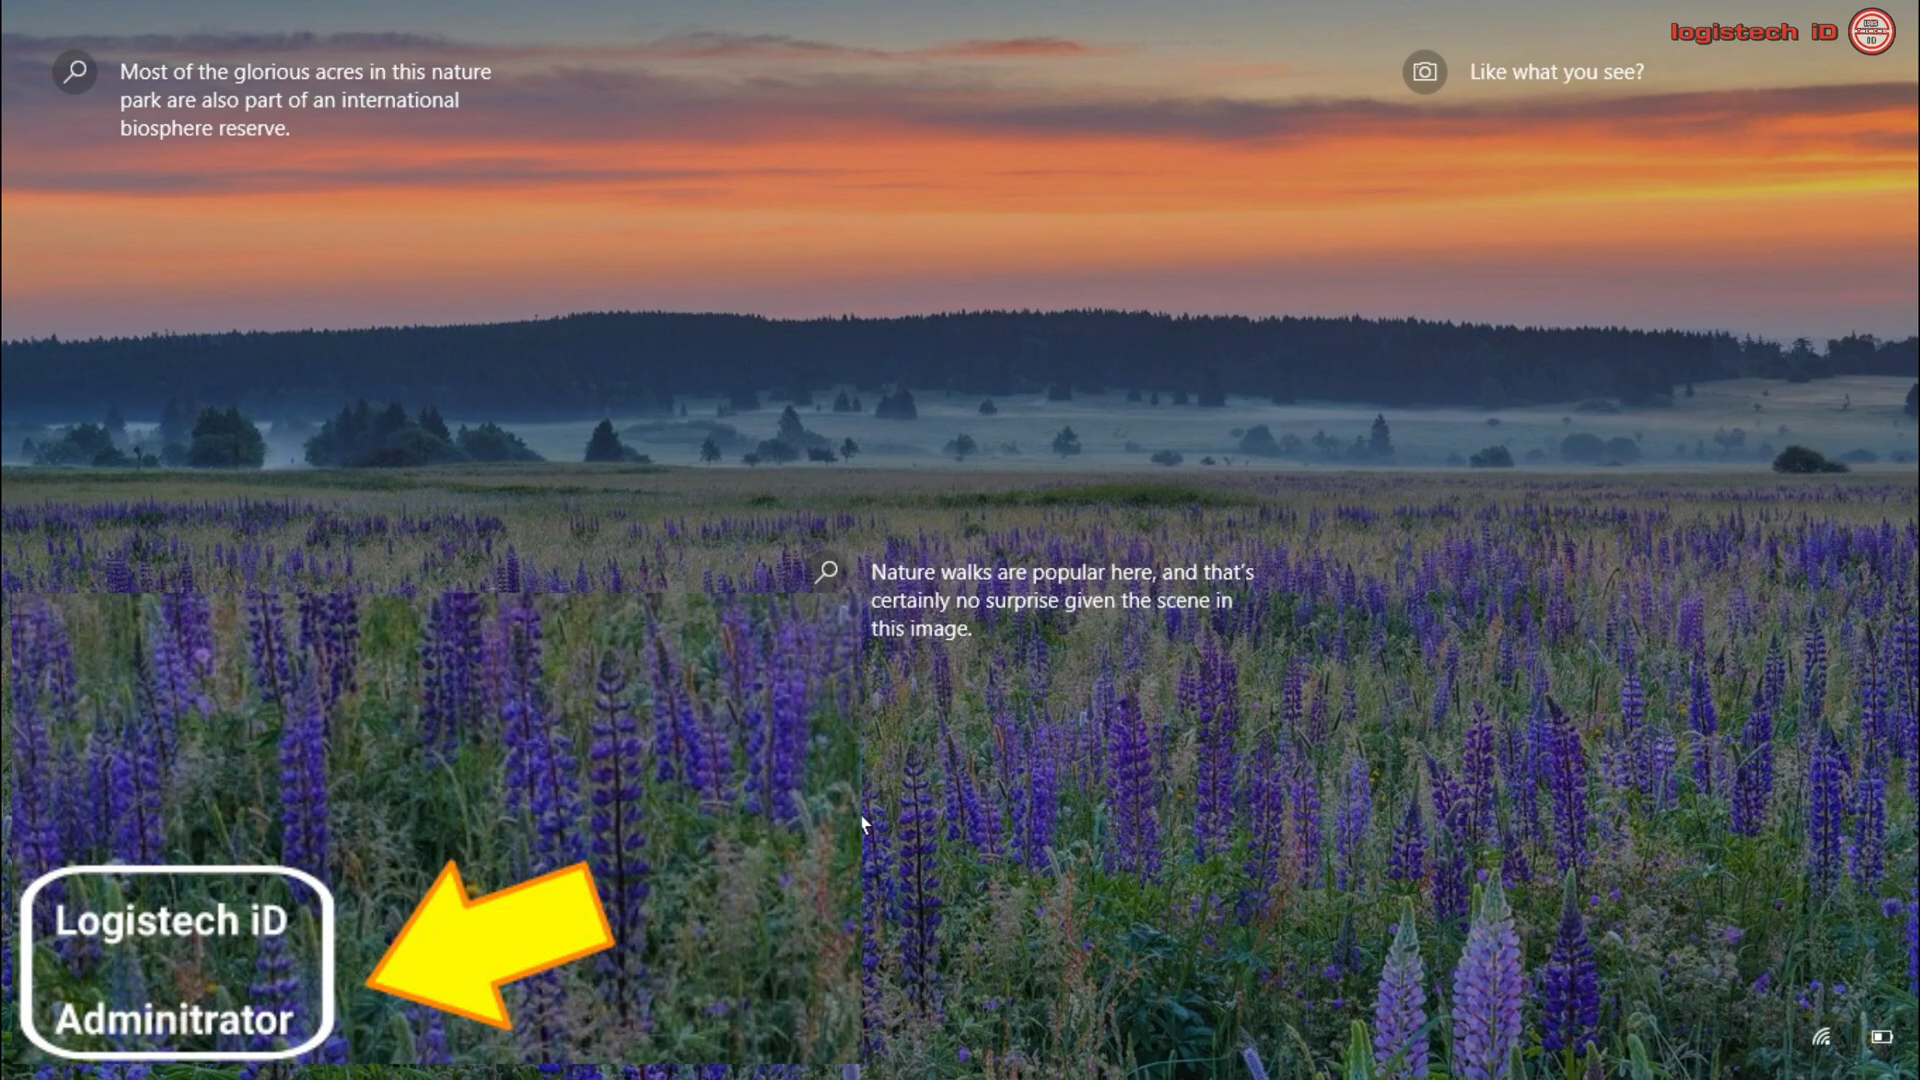 logistech iD
Most of the glorious acres in this nature
park are also part of an international
biosphere reserve.
Like what you see?
Nature walks are popular here, and that's
certainly no surprise given the scene in
this image.
Logistech iD
Adminitrator